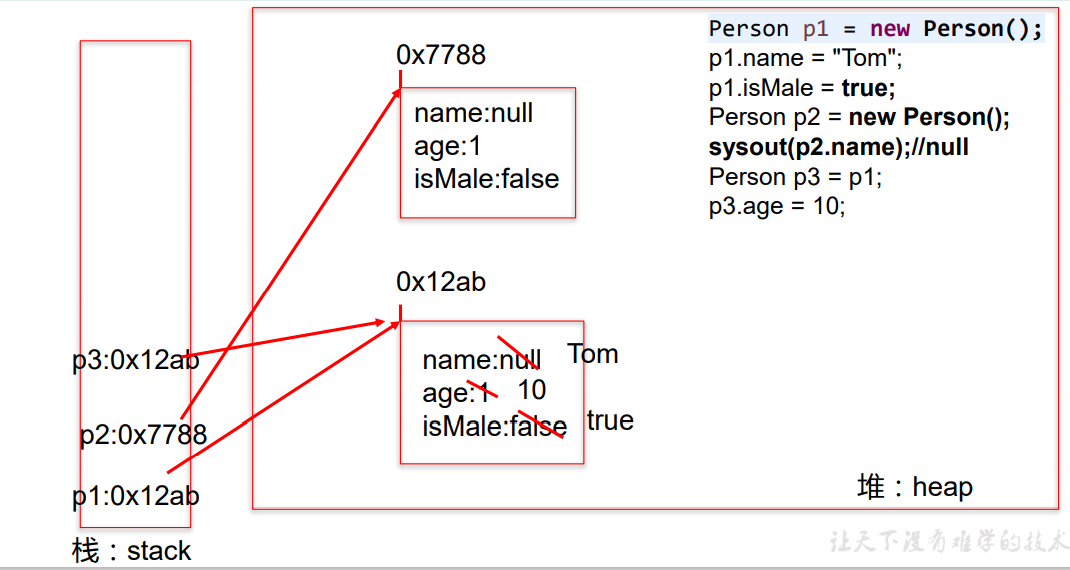 Person p1 = new Person();
p1.name = "Tom";
p1.isMale = true;
Person p2 = new Person();
sysout(p2.name);//null
Person p3 = p1;
p3.age = 10;
0x7788
name:null
age:1
isMale:false
0x12ab
name:null Tom
age:1 10
isMale:false true
p3:0x12ab
p2:0x7788
p1:0x12ab
栈：stack
堆：heap
让天下没有难学的技术